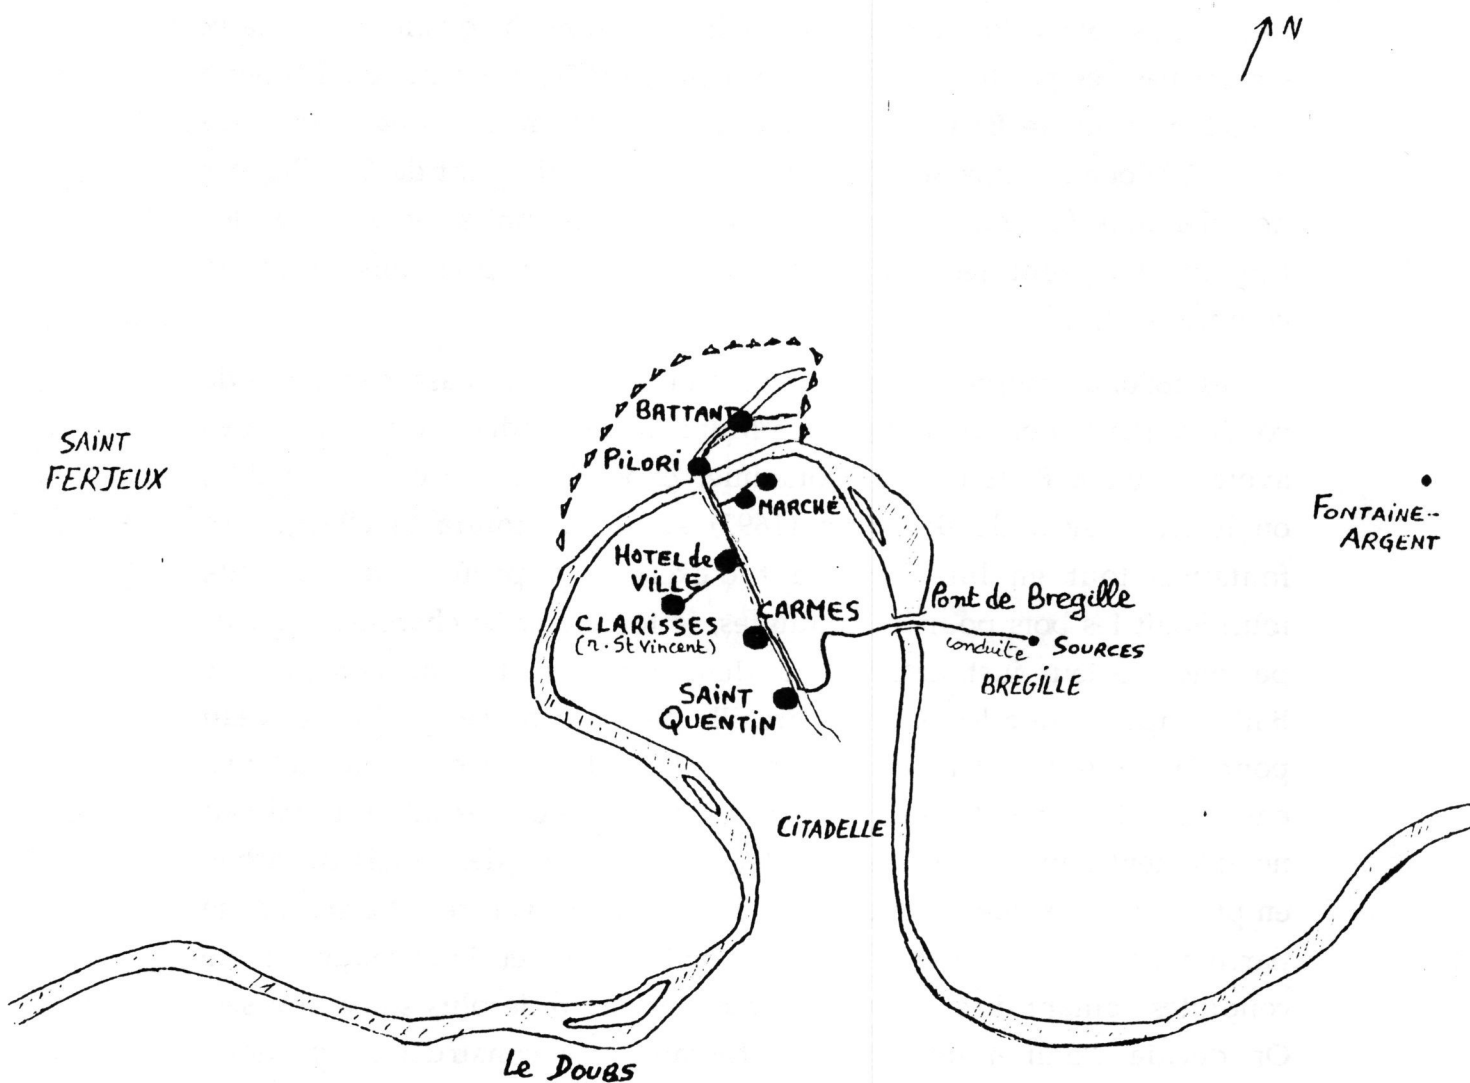 N
BATTANT
SAINT
FERJEUX
PILORI
MARCHÉ
FONTAINE--
ARGENT
HOTEL de
VILLE
CARMES
Pont de Bregille
CLARISSES
(r. St Vincent)
conduite
SOURCES
BREGILLE
SAINT
QUENTIN
CITADELLE
Le DOUBS